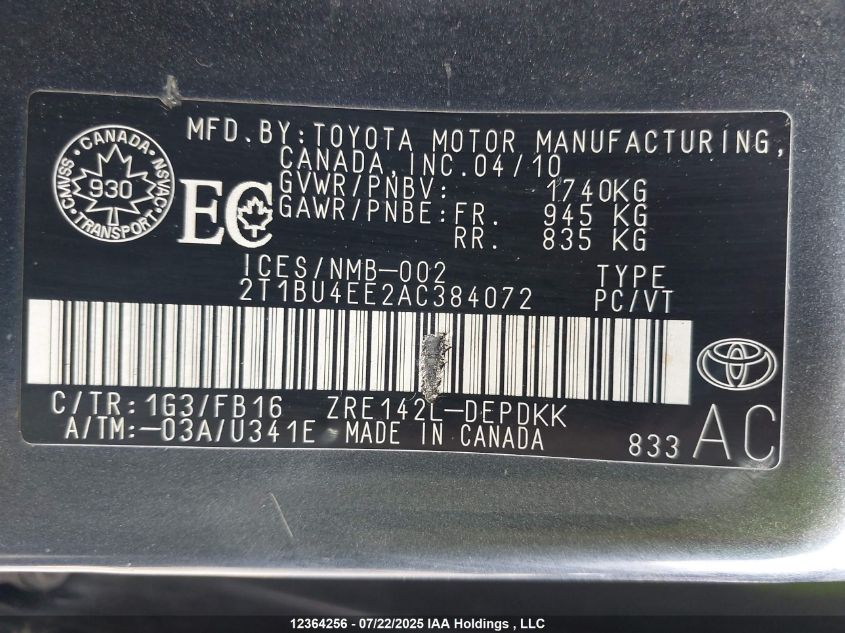 MFD.BY:TOYOTA MOTOR MANUFACTURING,
CANADA, INC.04/10
GVWR/PNBV: 1740KG
GAWR/PNBE:FR. 945 KG
RR. 835 KG
CANADA
CMVSS 930 NSVAC
TRANSPORT
EC
ICES/NMB-002 TYPE
2T1BU4EE2AC384072 PC/VT
C/TR:1G3/FB16 ZRE142L-DEPDKK
A/TM:-03A/U341E MADE IN CANADA 833 AC
12364256 - 07/22/2025 IAA Holdings , LLC